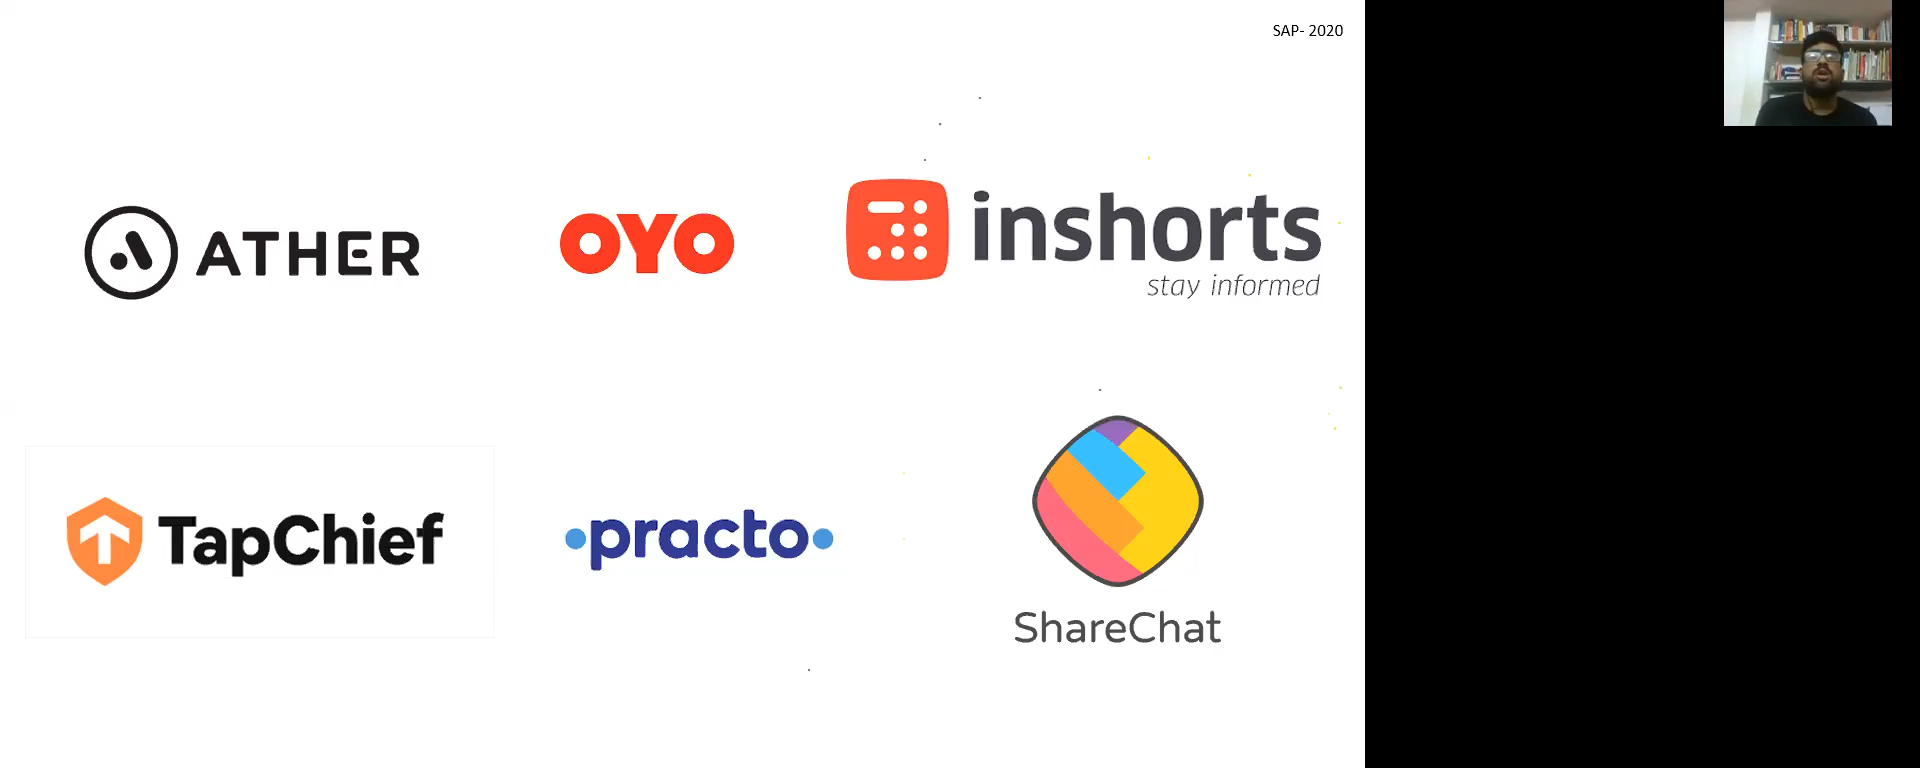 SAP- 2020
ATHER
OYO
inshorts
stay informed
TapChief
practo
ShareChat